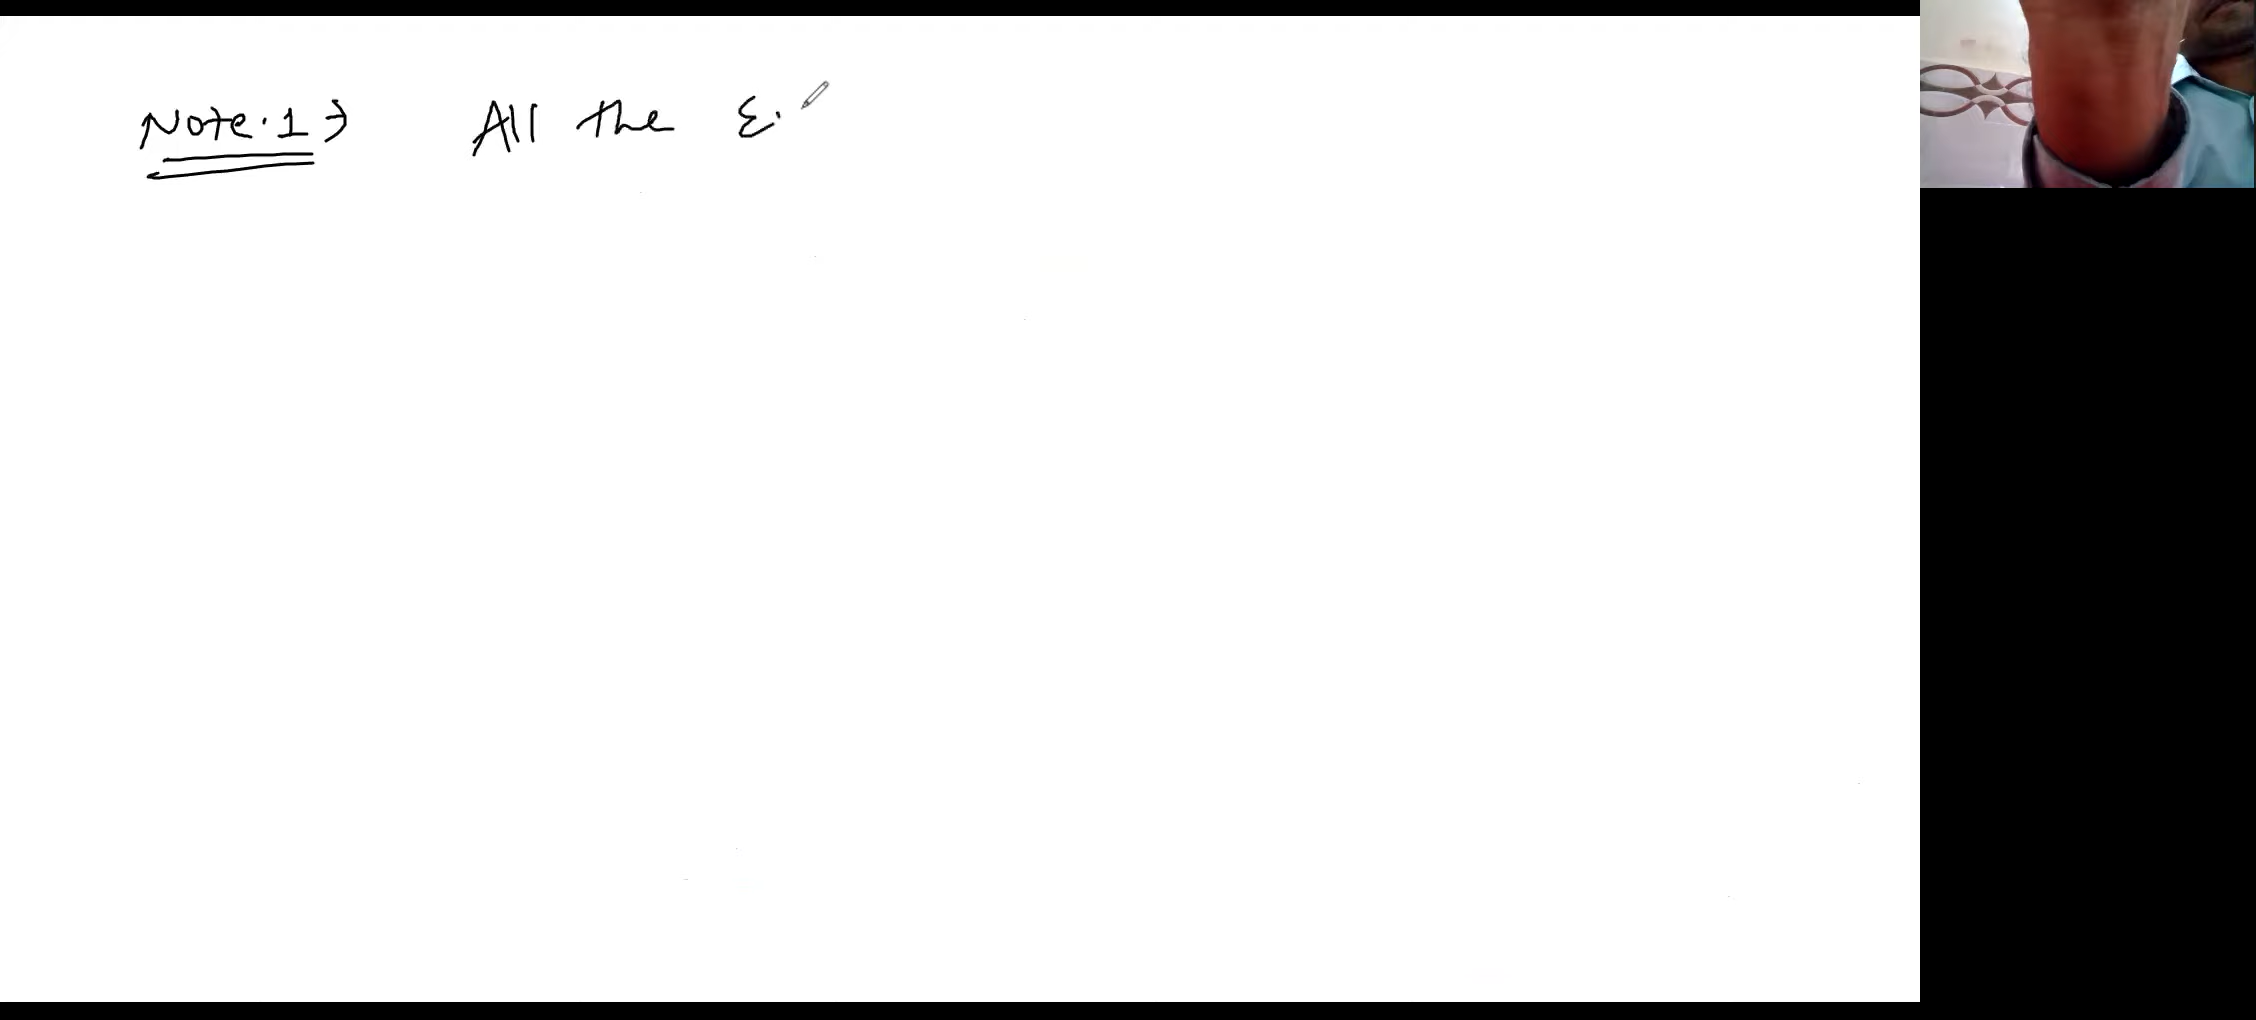 Note.1→ All the E.